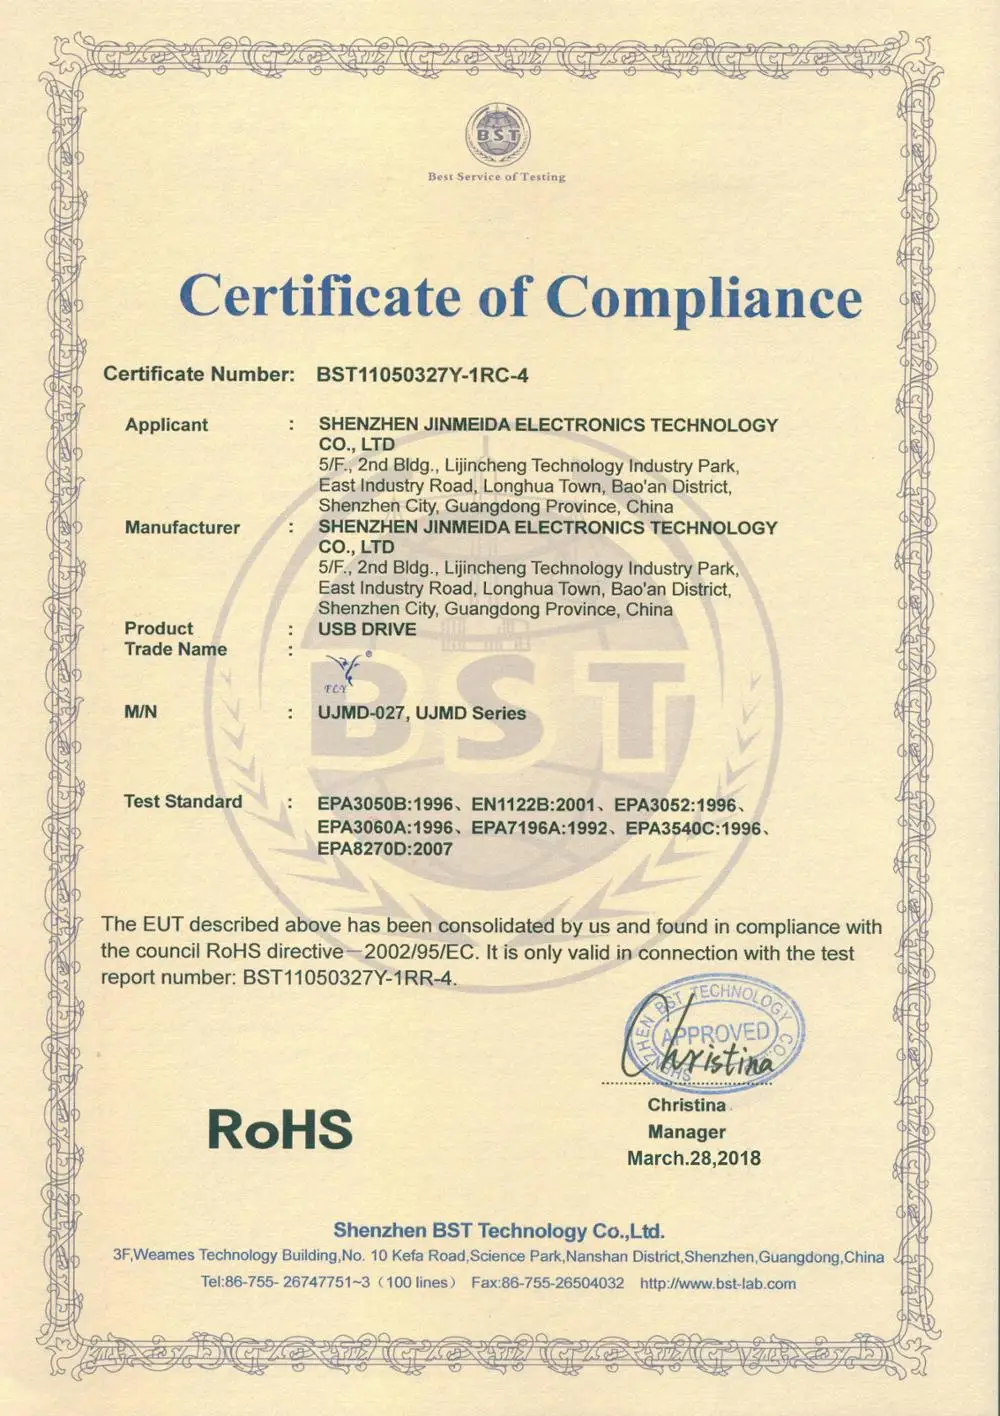 BST
Best Service of Testing
Certificate of Compliance
Certificate Number: BST11050327Y-1RC-4
Applicant : SHENZHEN JINMEIDA ELECTRONICS TECHNOLOGY
CO., LTD
5/F., 2nd Bldg., Lijincheng Technology Industry Park,
East Industry Road, Longhua Town, Bao'an District,
Shenzhen City, Guangdong Province, China
Manufacturer : SHENZHEN JINMEIDA ELECTRONICS TECHNOLOGY
CO., LTD
5/F., 2nd Bldg., Lijincheng Technology Industry Park,
East Industry Road, Longhua Town, Bao'an District,
Shenzhen City, Guangdong Province, China
Product : USB DRIVE
Trade Name :
®
FLY
M/N : UJMD-027, UJMD Series
BST
Test Standard : EPA3050B:1996、EN1122B:2001、EPA3052:1996、
EPA3060A:1996、EPA7196A:1992、EPA3540C:1996、
EPA8270D:2007
The EUT described above has been consolidated by us and found in compliance with
the council RoHS directive－2002/95/EC. It is only valid in connection with the test
report number: BST11050327Y-1RR-4.
BST TECHNOLOGY CO.
APPROVED
Christina
RoHS
Christina
Manager
March.28,2018
RoHS
Shenzhen BST Technology Co.,Ltd.
3F,Weames Technology Building,No. 10 Kefa Road,Science Park,Nanshan District,Shenzhen,Guangdong,China
Tel:86-755- 26747751~3（100 lines） Fax:86-755-26504032 http://www.bst-lab.com